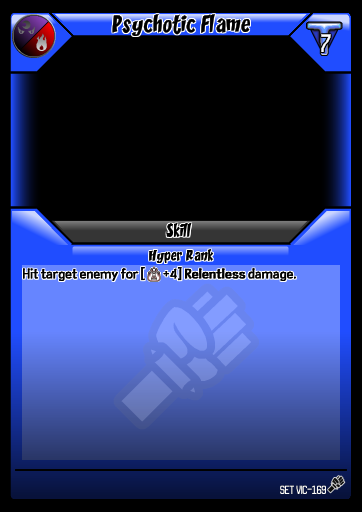 Psychotic Flame
7
Skill
Hyper Rank
Hit target enemy for [ +4] Relentless damage.
SET VIC-169